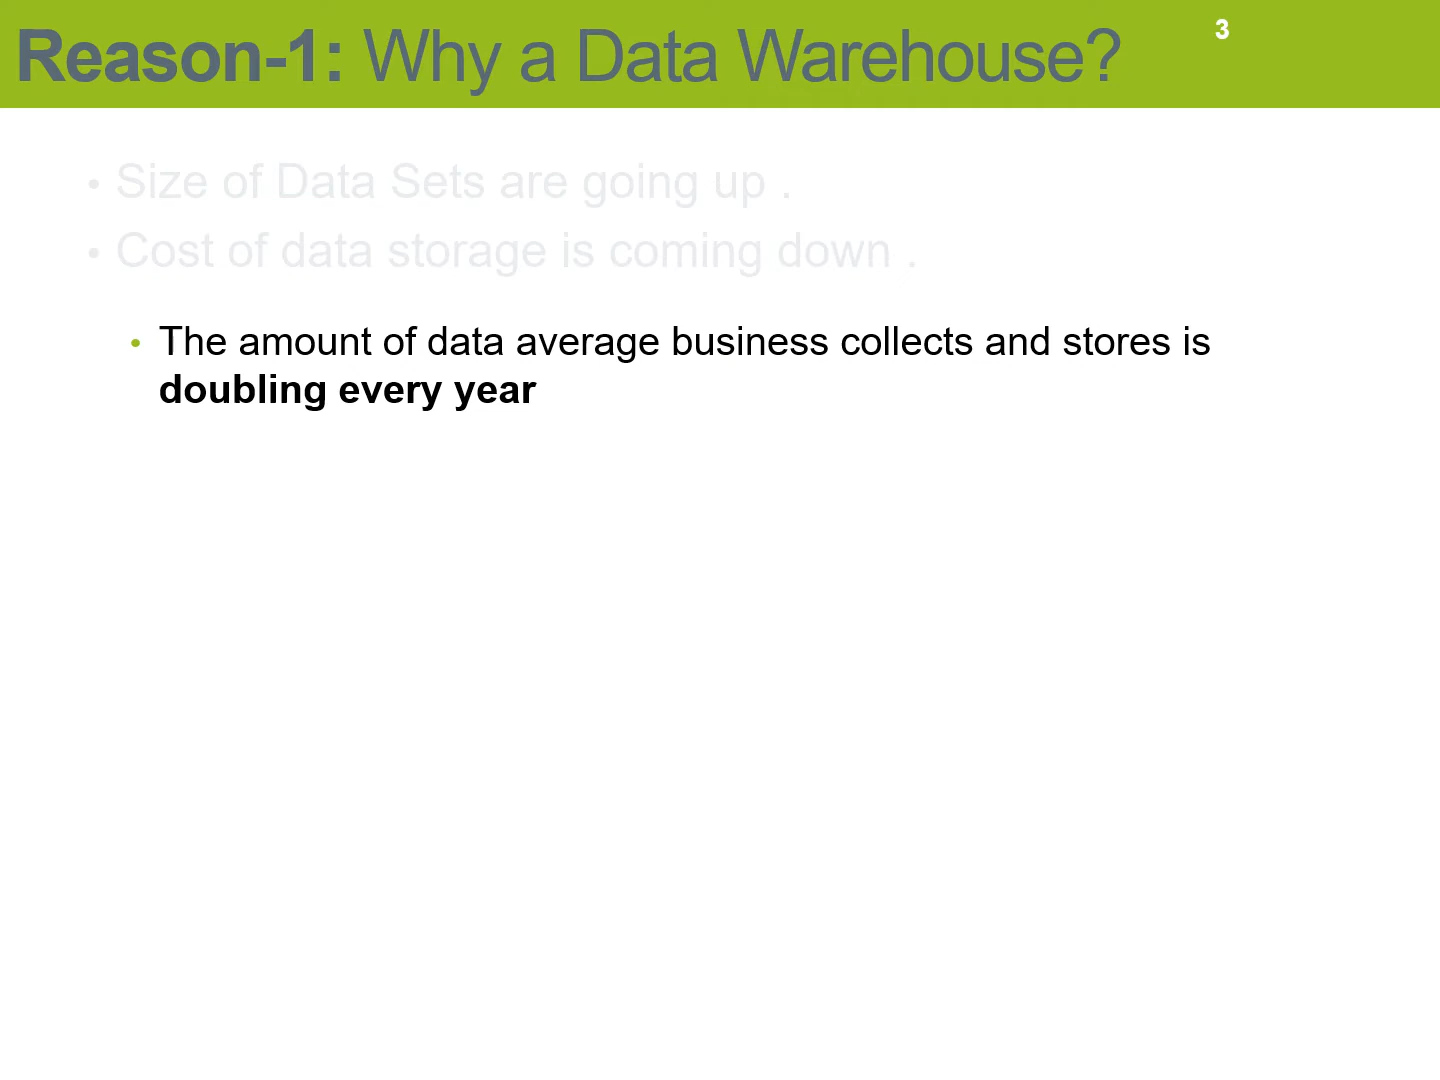 Reason-1: Why a Data Warehouse?
3
• Size of Data Sets are going up .
• Cost of data storage is coming down .
• The amount of data average business collects and stores is
doubling every year